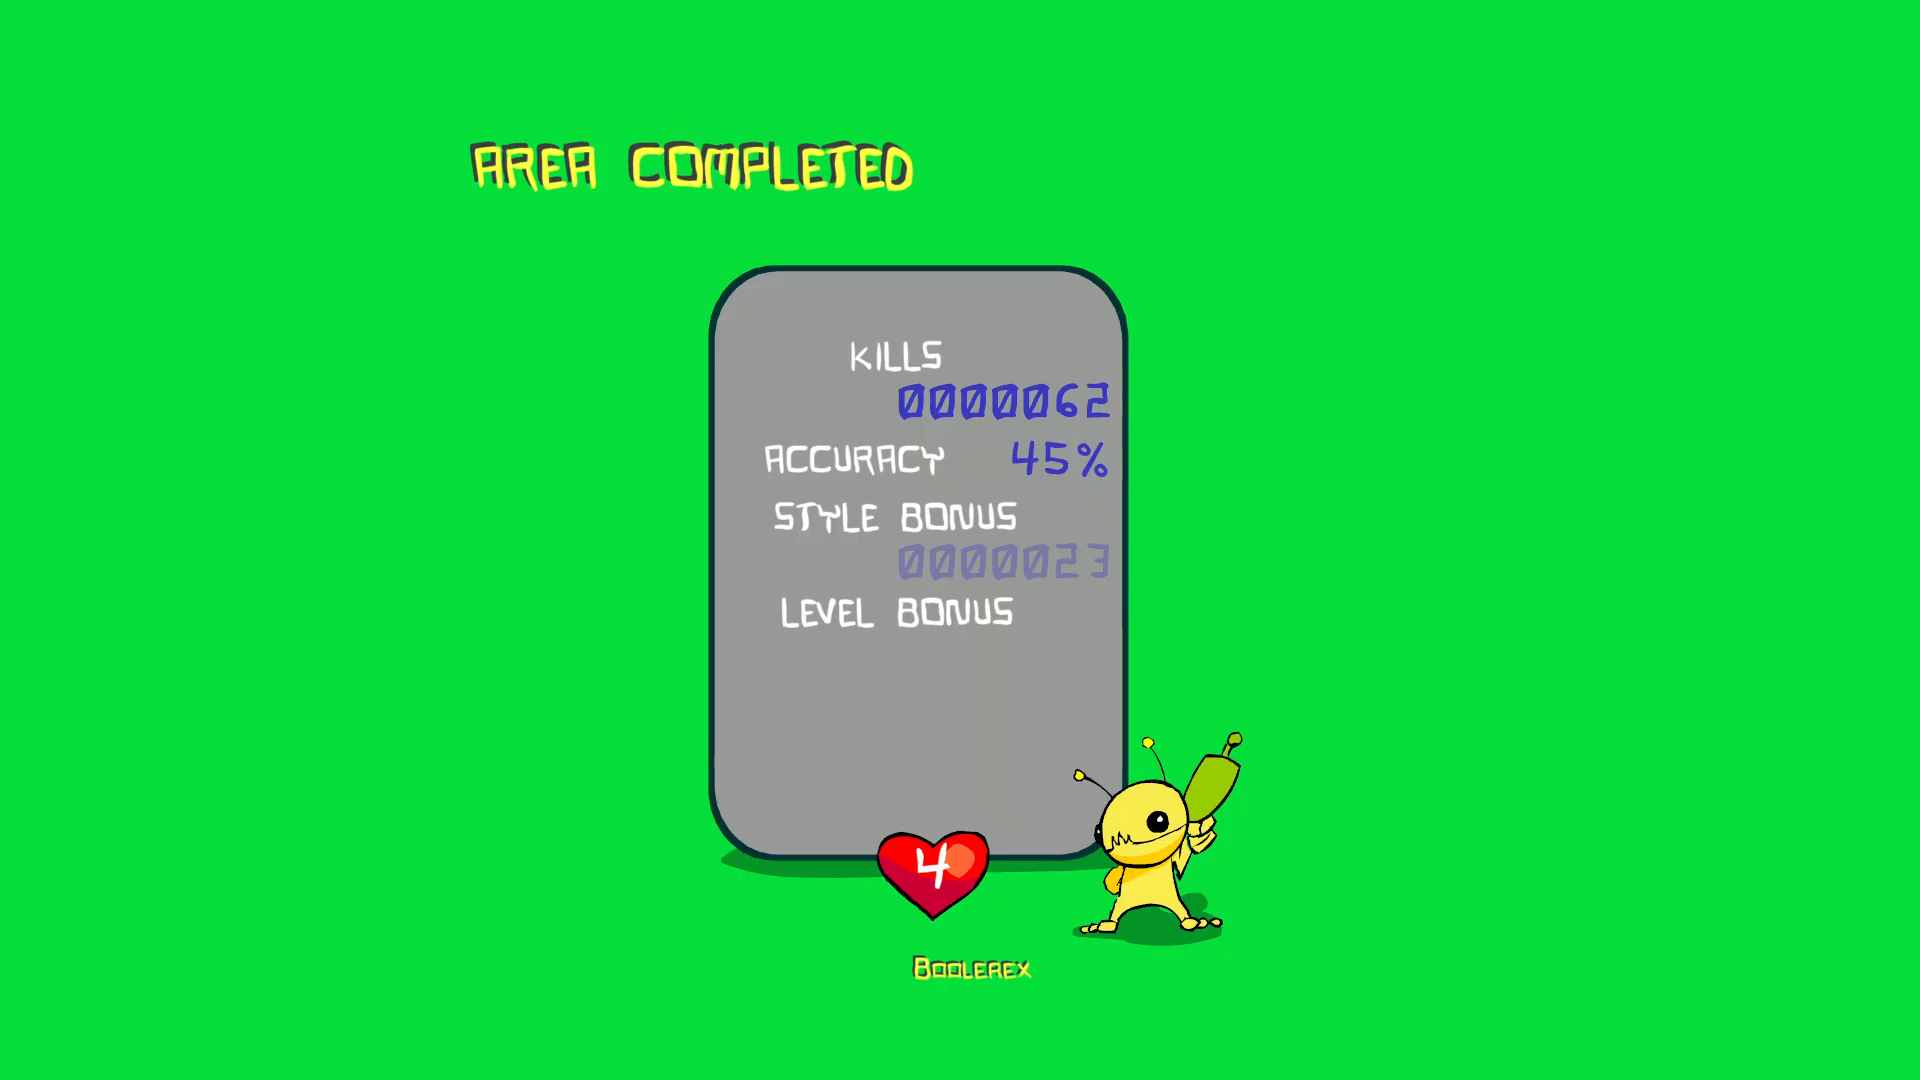 AREA COMPLETED
KILLS
0000062
ACCURACY 45%
STYLE BONUS
0000023
LEVEL BONUS
4
BOOLEREX